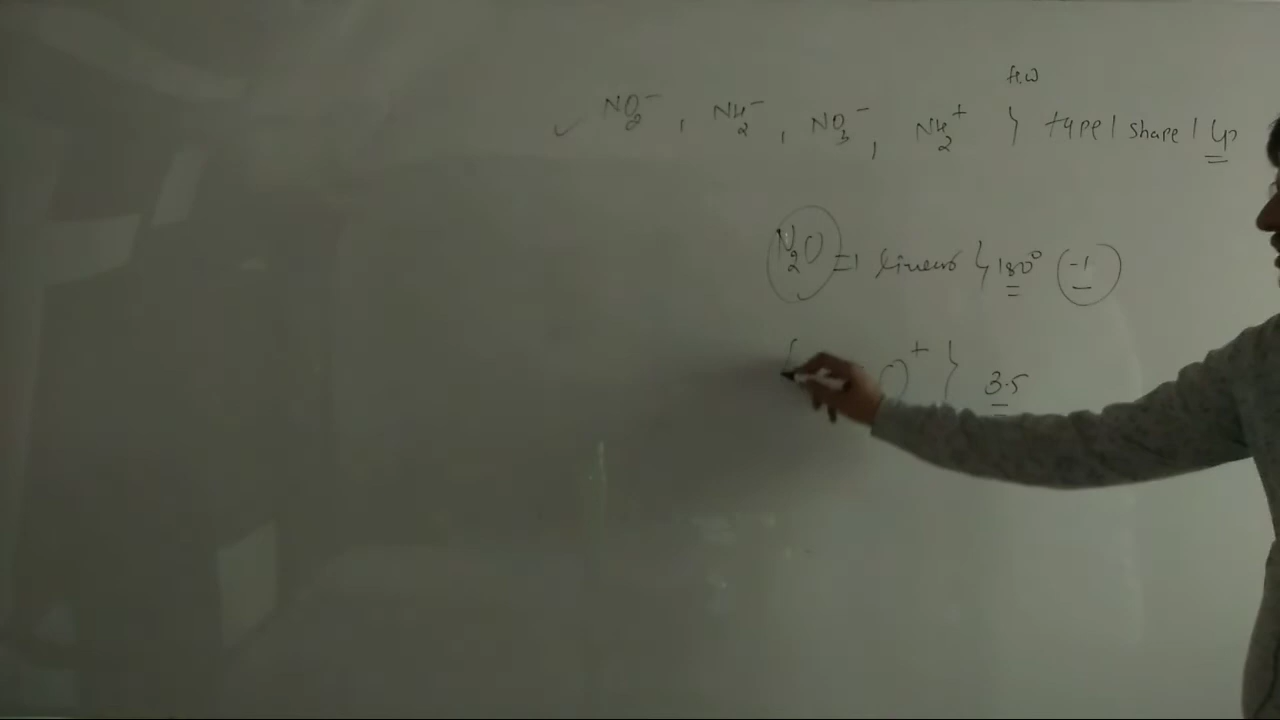 H.W
✓ NO₂⁻, NH₂⁻, NO₃⁻, NH₂⁺ } type / shape / Lp
N₂O =) linear } 180° (-1)
{ O⁺ } 3.5